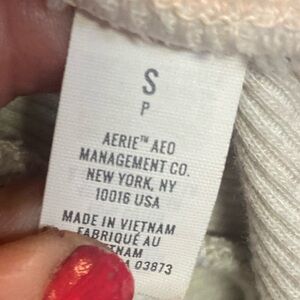 S
P
AERIE™ AEO
MANAGEMENT CO.
NEW YORK, NY
10016 USA
MADE IN VIETNAM
FABRIQUÉ AU
03873